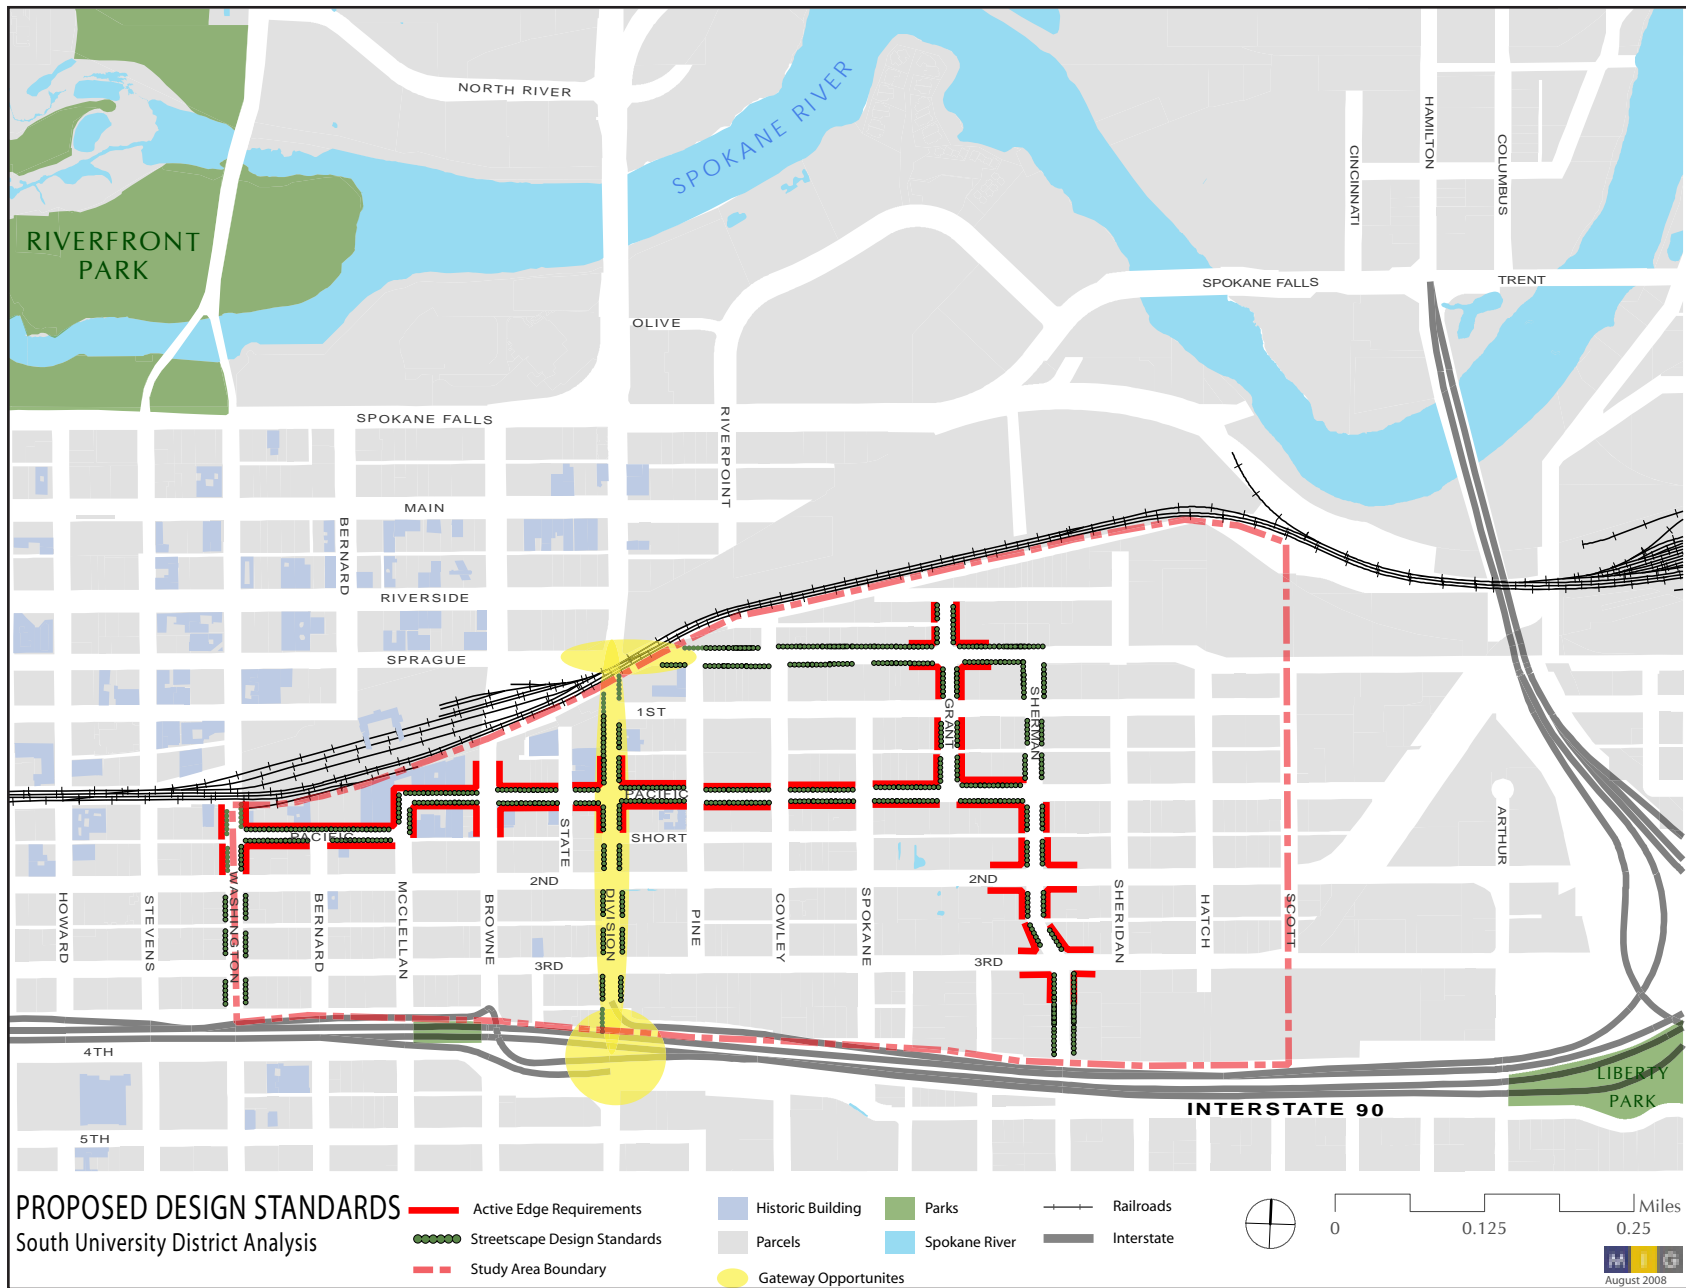 NORTH RIVER
SPOKANE RIVER
HAMILTON
COLUMBUS
CINCINNATI
RIVERFRONT
PARK
SPOKANE FALLS
TRENT
OLIVE
SPOKANE FALLS
RIVERPOINT
MAIN
BERNARD
RIVERSIDE
SPRAGUE
1ST
GRANT
SHERMAN
PACIFIC
PACIFIC
STATE
SHORT
ARTHUR
2ND
2ND
HOWARD
STEVENS
WASHINGTON
BERNARD
MCCLELLAN
BROWNE
DIVISION
PINE
COWLEY
SPOKANE
SHERIDAN
HATCH
SCOTT
3RD
3RD
4TH
LIBERTY
PARK
INTERSTATE 90
5TH
PROPOSED DESIGN STANDARDS
South University District Analysis
Active Edge Requirements
Streetscape Design Standards
Study Area Boundary
Historic Building
Parcels
Gateway Opportunites
Parks
Spokane River
Railroads
Interstate
Miles
0
0.125
0.25
M I G
August 2008